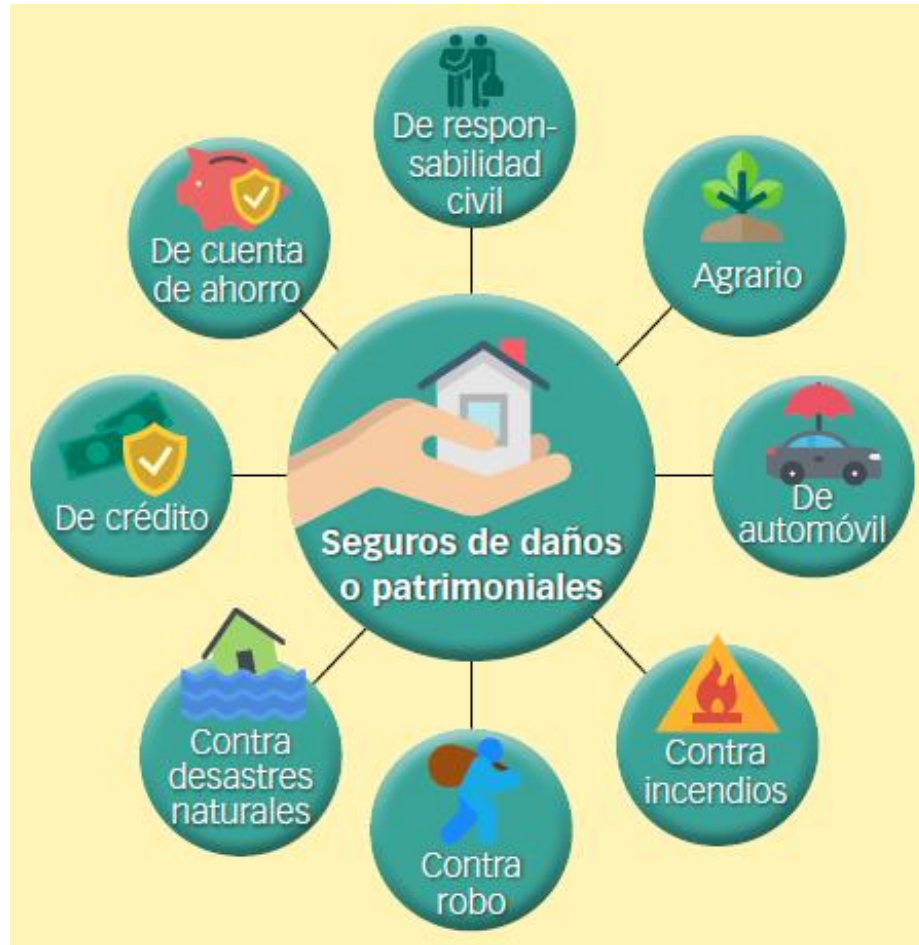 De respon-
sabilidad
civil
Agrario
De
automóvil
Contra
incendios
Contra
robo
Contra
desastres
naturales
De crédito
De cuenta
de ahorro
Seguros de daños
o patrimoniales